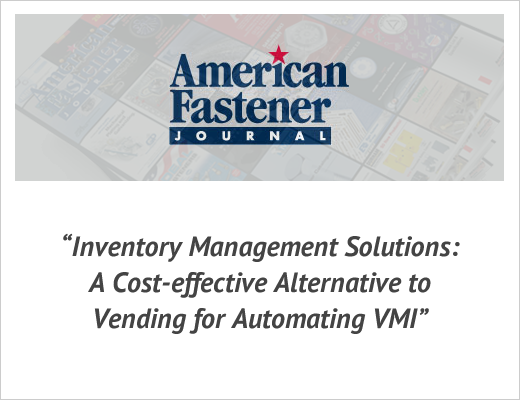 American
Fastener
JOURNAL
“Inventory Management Solutions:
A Cost-effective Alternative to
Vending for Automating VMI”